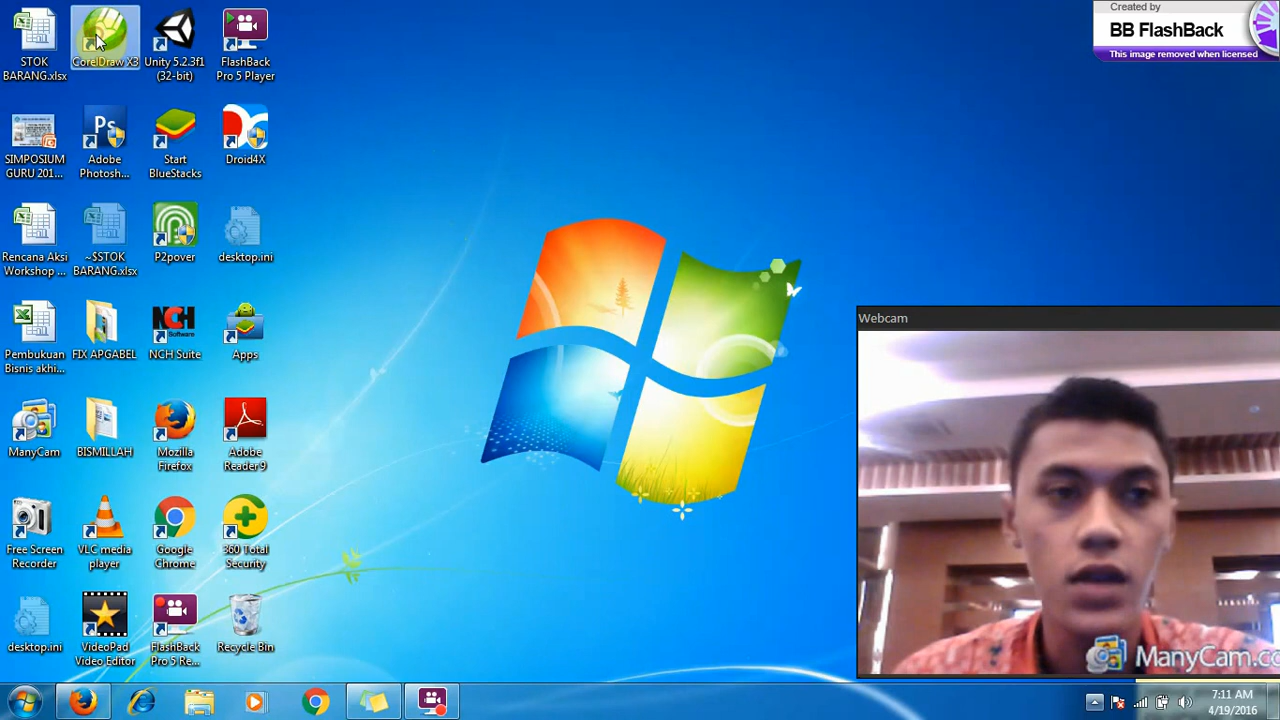 STOK
BARANG.xlsx
CorelDraw X3
Unity 5.2.3f1
(32-bit)
FlashBack
Pro 5 Player
SIMPOSIUM
GURU 201...
Ps
Adobe
Photosh...
Start
BlueStacks
Droid4X
Rencana Aksi
Workshop ...
~$STOK
BARANG.xlsx
P2pover
desktop.ini
Pembukuan
Bisnis akhi...
FIX APGABEL
NCH
Software
NCH Suite
Apps
ManyCam
BISMILLAH
Mozilla
Firefox
Adobe
Reader 9
Free Screen
Recorder
VLC media
player
Google
Chrome
360 Total
Security
desktop.ini
VideoPad
Video Editor
FlashBack
Pro 5 Re...
Recycle Bin
Created by
BB FlashBack
This image removed when licensed
Webcam
ManyCam.co
7:11 AM
4/19/2016